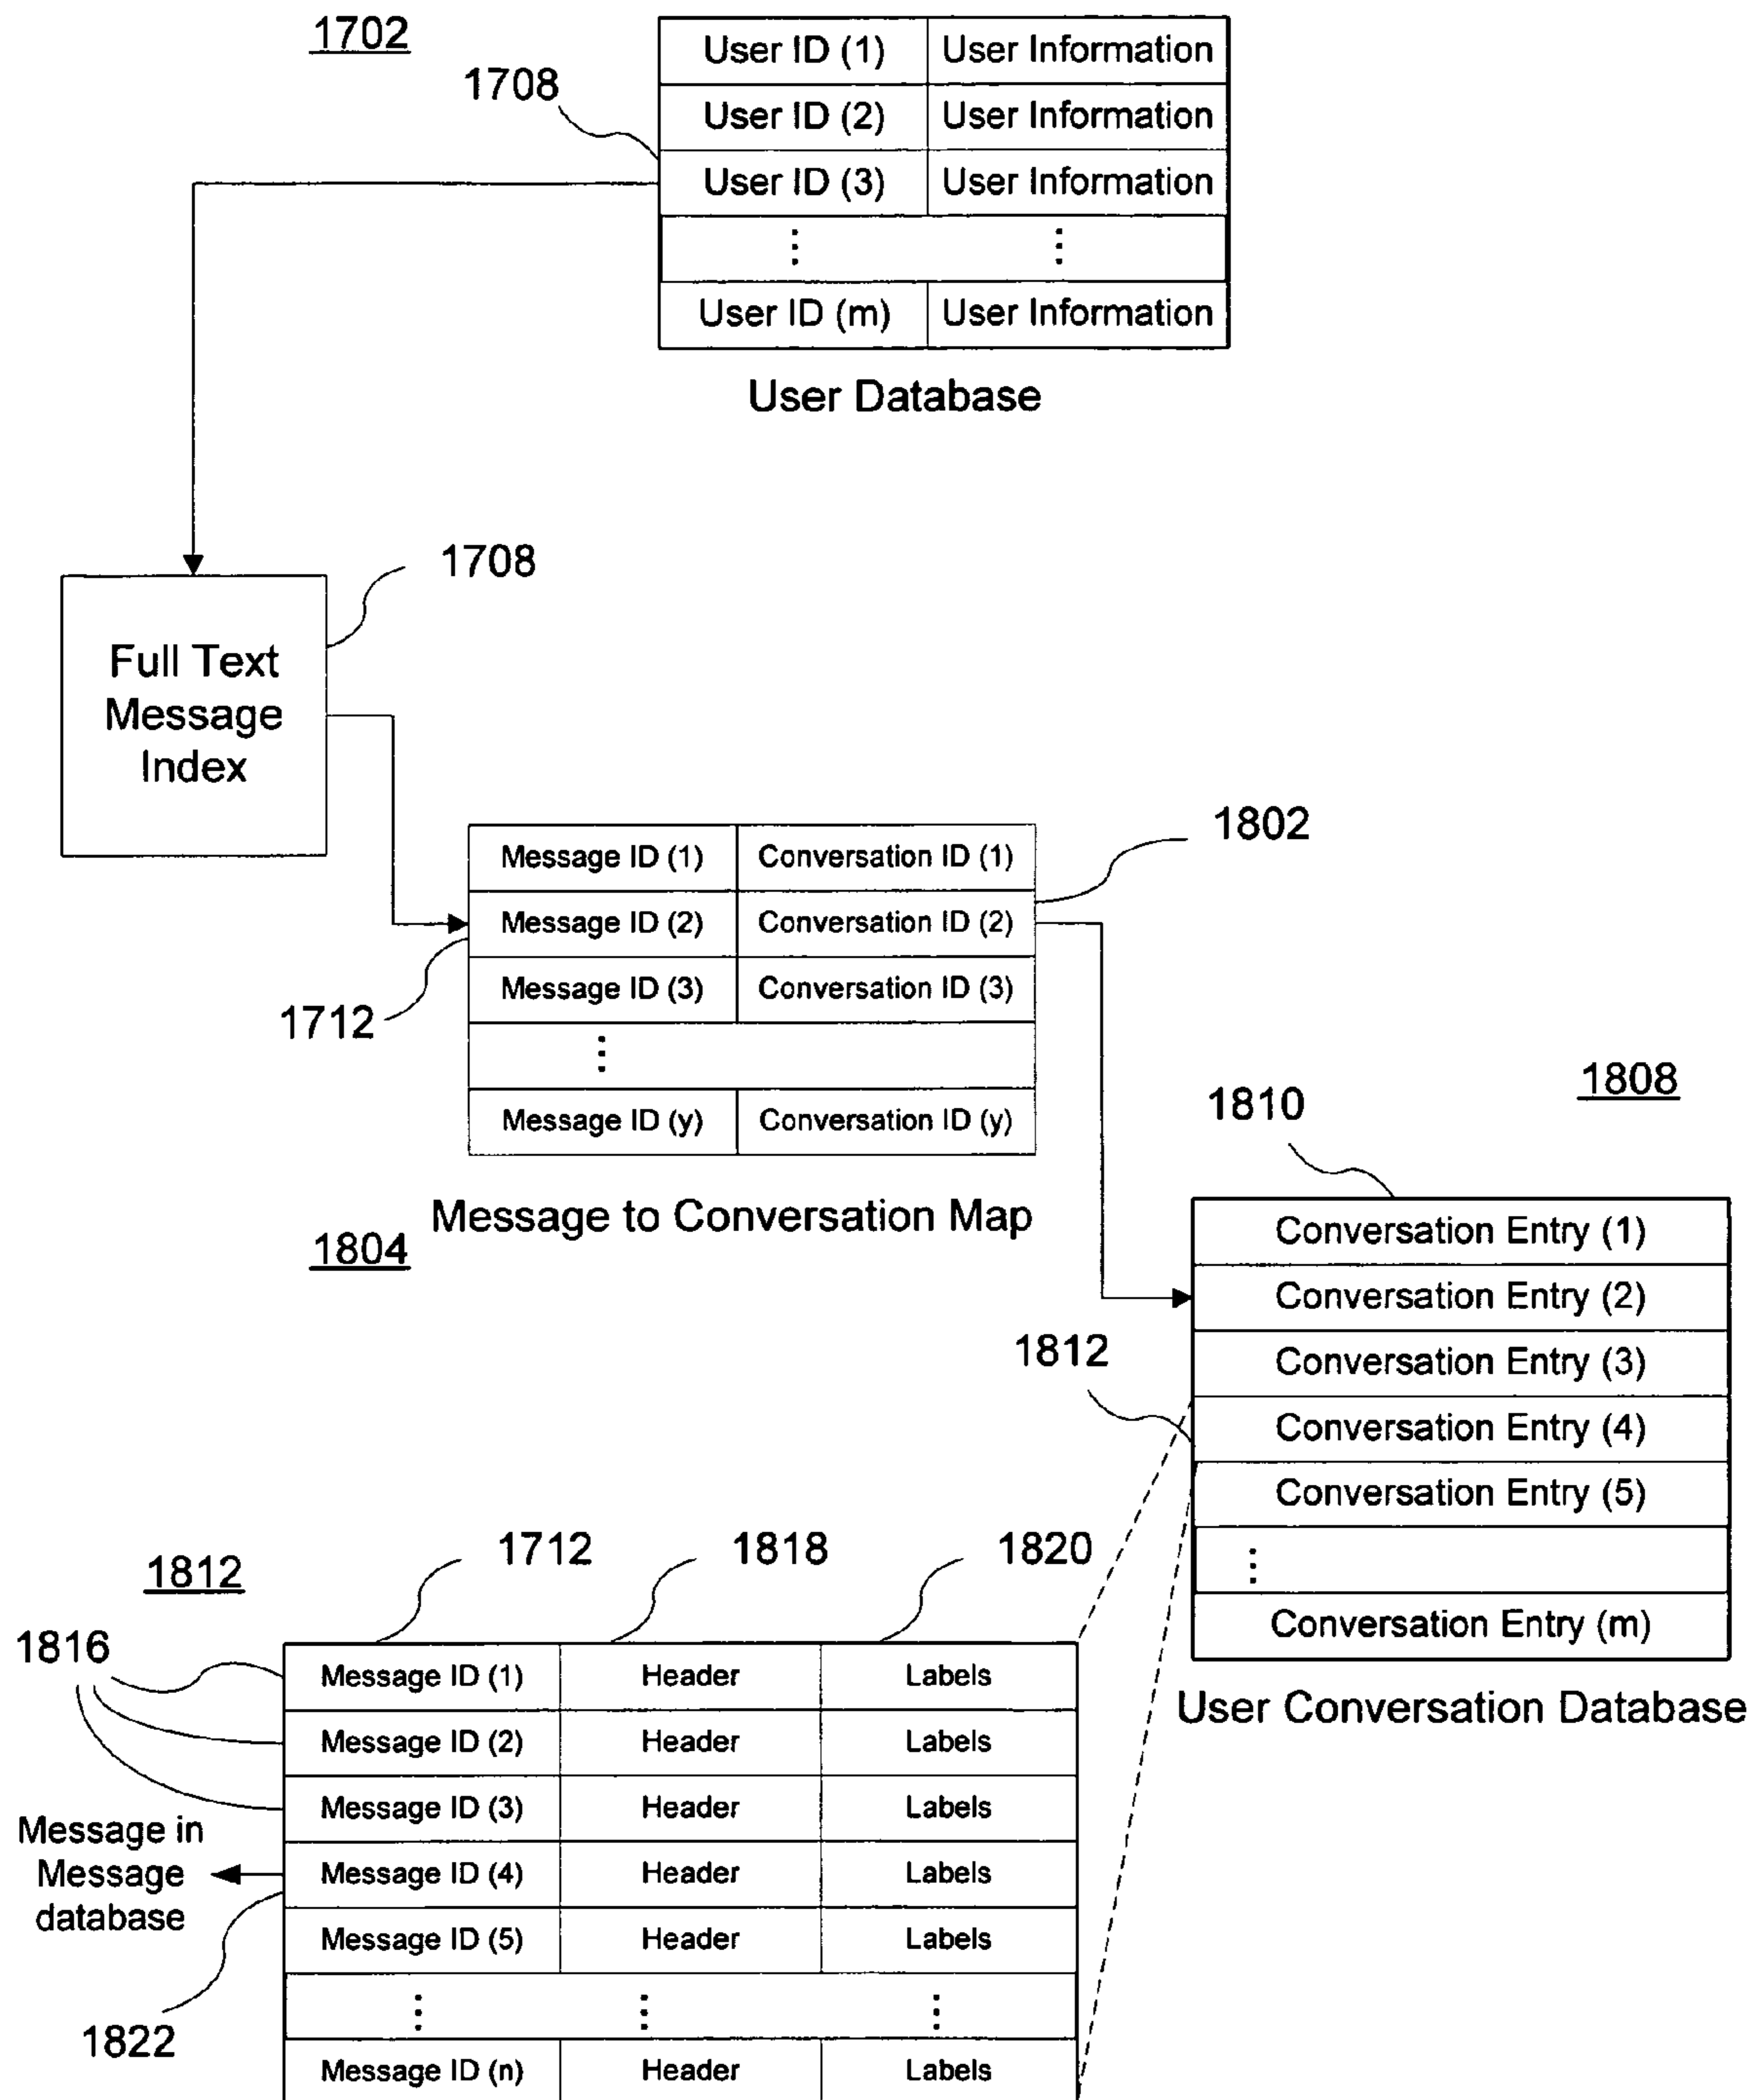 1702
1708
User ID (1) User Information
User ID (2) User Information
User ID (3) User Information
⋮ ⋮
User ID (m) User Information
User Database
1708
Full Text
Message
Index
1802
Message ID (1) Conversation ID (1)
Message ID (2) Conversation ID (2)
Message ID (3) Conversation ID (3)
⋮
Message ID (y) Conversation ID (y)
1712
Message to Conversation Map
1804
1808
1810
Conversation Entry (1)
Conversation Entry (2)
Conversation Entry (3)
Conversation Entry (4)
Conversation Entry (5)
⋮
Conversation Entry (m)
1812
User Conversation Database
1812
1712 1818 1820
1816
Message ID (1) Header Labels
Message ID (2) Header Labels
Message ID (3) Header Labels
Message ID (4) Header Labels
Message ID (5) Header Labels
⋮ ⋮ ⋮
Message ID (n) Header Labels
Message in
Message
database
1822